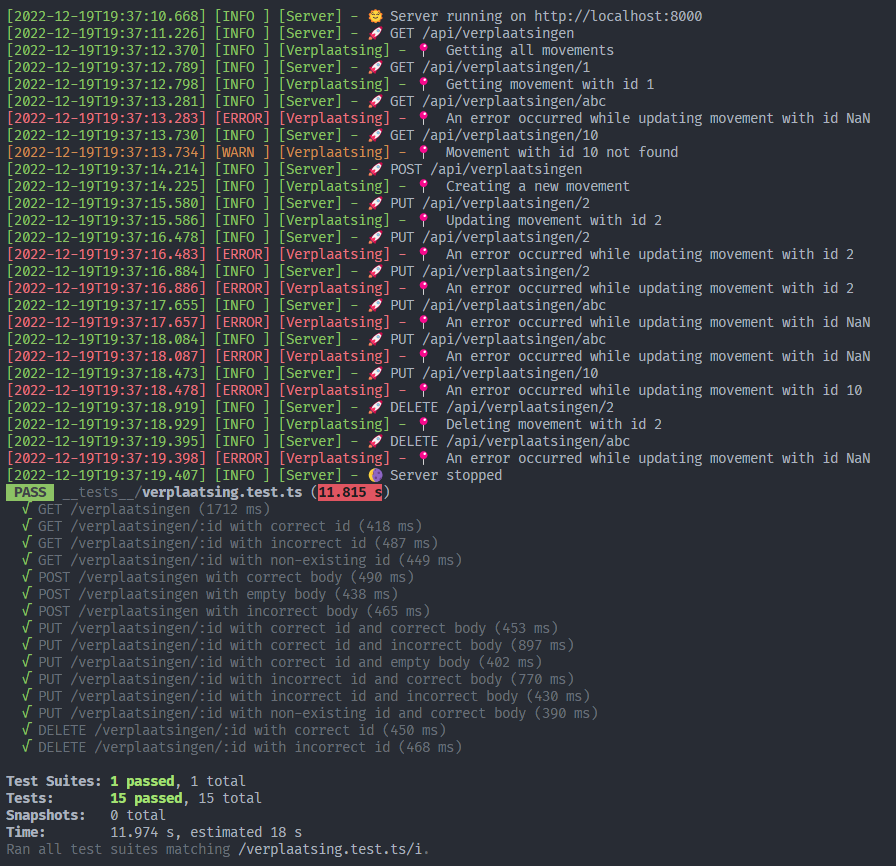 [2022-12-19T19:37:10.668] [INFO ] [Server] - 🌞 Server running on http://localhost:8000
[2022-12-19T19:37:11.226] [INFO ] [Server] - 🚀 GET /api/verplaatsingen
[2022-12-19T19:37:12.370] [INFO ] [Verplaatsing] - 📍 Getting all movements
[2022-12-19T19:37:12.789] [INFO ] [Server] - 🚀 GET /api/verplaatsingen/1
[2022-12-19T19:37:12.798] [INFO ] [Verplaatsing] - 📍 Getting movement with id 1
[2022-12-19T19:37:13.281] [INFO ] [Server] - 🚀 GET /api/verplaatsingen/abc
[2022-12-19T19:37:13.283] [ERROR] [Verplaatsing] - 📍 An error occurred while updating movement with id NaN
[2022-12-19T19:37:13.730] [INFO ] [Server] - 🚀 GET /api/verplaatsingen/10
[2022-12-19T19:37:13.734] [WARN ] [Verplaatsing] - 📍 Movement with id 10 not found
[2022-12-19T19:37:14.214] [INFO ] [Server] - 🚀 POST /api/verplaatsingen
[2022-12-19T19:37:14.225] [INFO ] [Verplaatsing] - 📍 Creating a new movement
[2022-12-19T19:37:15.580] [INFO ] [Server] - 🚀 PUT /api/verplaatsingen/2
[2022-12-19T19:37:15.586] [INFO ] [Verplaatsing] - 📍 Updating movement with id 2
[2022-12-19T19:37:16.478] [INFO ] [Server] - 🚀 PUT /api/verplaatsingen/2
[2022-12-19T19:37:16.483] [ERROR] [Verplaatsing] - 📍 An error occurred while updating movement with id 2
[2022-12-19T19:37:16.884] [INFO ] [Server] - 🚀 PUT /api/verplaatsingen/2
[2022-12-19T19:37:16.886] [ERROR] [Verplaatsing] - 📍 An error occurred while updating movement with id 2
[2022-12-19T19:37:17.655] [INFO ] [Server] - 🚀 PUT /api/verplaatsingen/abc
[2022-12-19T19:37:17.657] [ERROR] [Verplaatsing] - 📍 An error occurred while updating movement with id NaN
[2022-12-19T19:37:18.084] [INFO ] [Server] - 🚀 PUT /api/verplaatsingen/abc
[2022-12-19T19:37:18.087] [ERROR] [Verplaatsing] - 📍 An error occurred while updating movement with id NaN
[2022-12-19T19:37:18.473] [INFO ] [Server] - 🚀 PUT /api/verplaatsingen/10
[2022-12-19T19:37:18.478] [ERROR] [Verplaatsing] - 📍 An error occurred while updating movement with id 10
[2022-12-19T19:37:18.919] [INFO ] [Server] - 🚀 DELETE /api/verplaatsingen/2
[2022-12-19T19:37:18.929] [INFO ] [Verplaatsing] - 📍 Deleting movement with id 2
[2022-12-19T19:37:19.395] [INFO ] [Server] - 🚀 DELETE /api/verplaatsingen/abc
[2022-12-19T19:37:19.398] [ERROR] [Verplaatsing] - 📍 An error occurred while updating movement with id NaN
[2022-12-19T19:37:19.407] [INFO ] [Server] - 🌘 Server stopped
PASS __tests__/verplaatsing.test.ts (11.815 s)
√ GET /verplaatsingen (1712 ms)
√ GET /verplaatsingen/:id with correct id (418 ms)
√ GET /verplaatsingen/:id with incorrect id (487 ms)
√ GET /verplaatsingen/:id with non-existing id (449 ms)
√ POST /verplaatsingen with correct body (490 ms)
√ POST /verplaatsingen with empty body (438 ms)
√ POST /verplaatsingen with incorrect body (465 ms)
√ PUT /verplaatsingen/:id with correct id and correct body (453 ms)
√ PUT /verplaatsingen/:id with correct id and incorrect body (897 ms)
√ PUT /verplaatsingen/:id with correct id and empty body (402 ms)
√ PUT /verplaatsingen/:id with incorrect id and correct body (770 ms)
√ PUT /verplaatsingen/:id with incorrect id and incorrect body (430 ms)
√ PUT /verplaatsingen/:id with non-existing id and correct body (390 ms)
√ DELETE /verplaatsingen/:id with correct id (450 ms)
√ DELETE /verplaatsingen/:id with incorrect id (468 ms)
Test Suites: 1 passed, 1 total
Tests: 15 passed, 15 total
Snapshots: 0 total
Time: 11.974 s, estimated 18 s
Ran all test suites matching /verplaatsing.test.ts/i.